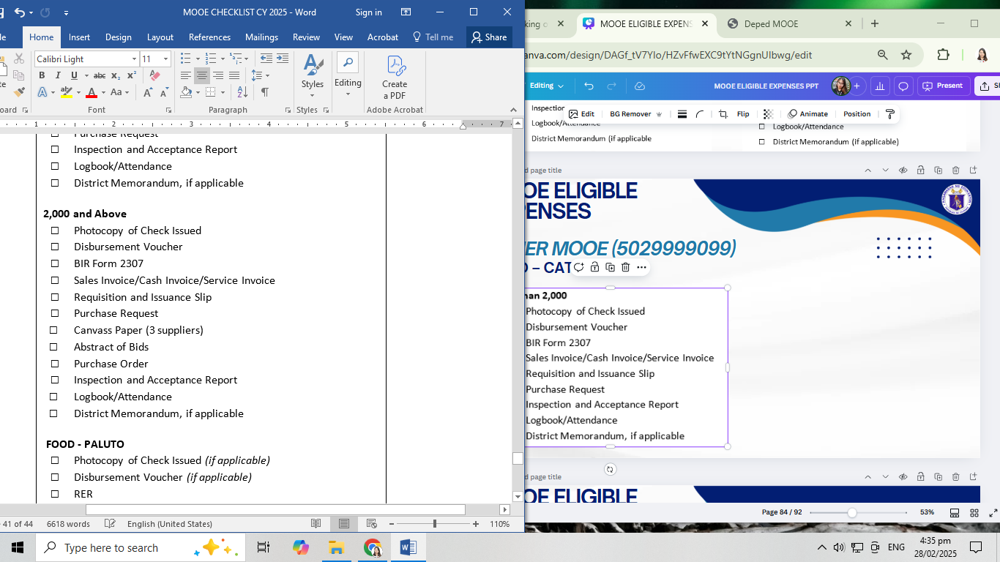 MOOE CHECKLIST CY 2025 - Word
Sign in
Home
Insert
Design
Layout
References
Mailings
Review
View
Acrobat
Tell me
Share
Calibri Light
11
Styles
Editing
Create
a PDF
Font
Paragraph
Styles
Adobe Acrobat
1 2 3 4 5 6 7
Purchase Request
Inspection and Acceptance Report
Logbook/Attendance
District Memorandum, if applicable
2,000 and Above
Photocopy of Check Issued
Disbursement Voucher
BIR Form 2307
Sales Invoice/Cash Invoice/Service Invoice
Requisition and Issuance Slip
Purchase Request
Canvass Paper (3 suppliers)
Abstract of Bids
Purchase Order
Inspection and Acceptance Report
Logbook/Attendance
District Memorandum, if applicable
FOOD - PALUTO
Photocopy of Check Issued (if applicable)
Disbursement Voucher (if applicable)
RER
41 of 44
6618 words
English (United States)
110%
MOOE ELIGIBLE EXPENS
Deped MOOE
anva.com/design/DAGf_tV7YIo/HZvFfwEXC9tYtNGgnUIbwg/edit
Editing
MOOE ELIGIBLE EXPENSES PPT
Present
Edit
BG Remover
Flip
Animate
Position
Inspection
Logbook/Attendance
District Memorandum (if applicable
Logbook/Attendance
District Memorandum (if applicable)
d page title
OE ELIGIBLE
PENSES
ER MOOE (5029999099)
– CAT
han 2,000
Photocopy of Check Issued
Disbursement Voucher
BIR Form 2307
Sales Invoice/Cash Invoice/Service Invoice
Requisition and Issuance Slip
Purchase Request
Inspection and Acceptance Report
Logbook/Attendance
District Memorandum, if applicable
d page title
OE ELIGIBLE
Page 84 / 92
53%
Type here to search
ENG
4:35 pm
28/02/2025